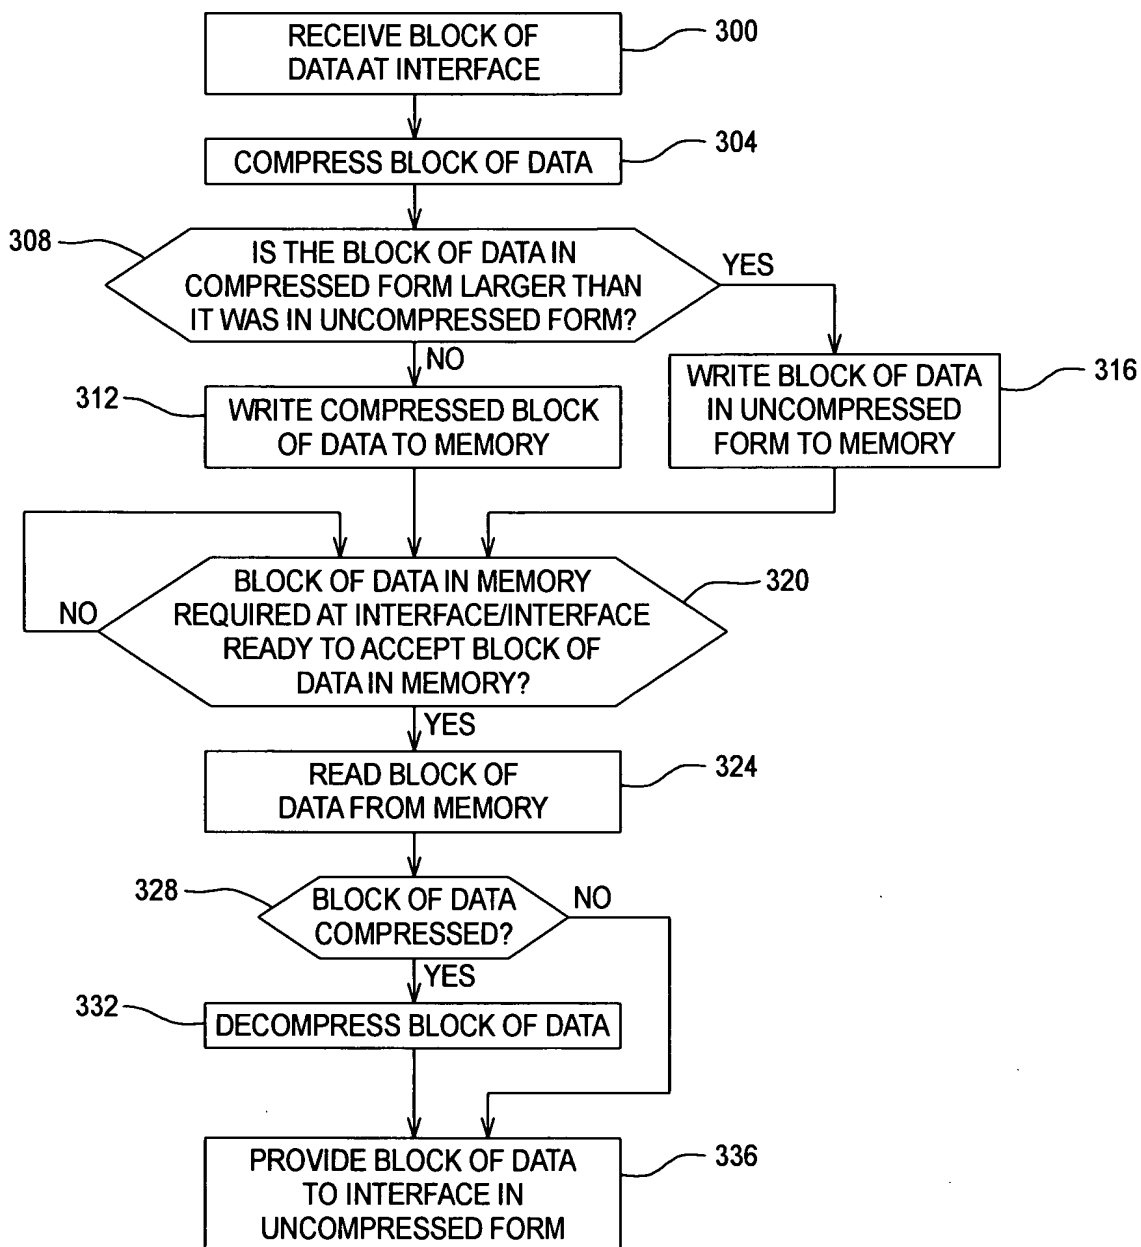 RECEIVE BLOCK OF
DATA AT INTERFACE
300
COMPRESS BLOCK OF DATA
304
308
IS THE BLOCK OF DATA IN
COMPRESSED FORM LARGER THAN
IT WAS IN UNCOMPRESSED FORM?
YES
NO
312
WRITE COMPRESSED BLOCK
OF DATA TO MEMORY
WRITE BLOCK OF DATA
IN UNCOMPRESSED
FORM TO MEMORY
316
BLOCK OF DATA IN MEMORY
REQUIRED AT INTERFACE/INTERFACE
READY TO ACCEPT BLOCK OF
DATA IN MEMORY?
320
NO
YES
READ BLOCK OF
DATA FROM MEMORY
324
328
BLOCK OF DATA
COMPRESSED?
NO
YES
332
DECOMPRESS BLOCK OF DATA
PROVIDE BLOCK OF DATA
TO INTERFACE IN
UNCOMPRESSED FORM
336